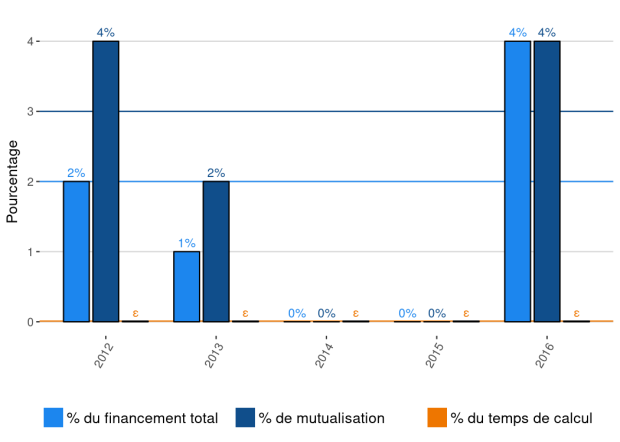 Pourcentage
4
3
2
1
0
2%
4%
ε
1%
2%
ε
0%
0%
ε
0%
0%
ε
4%
4%
ε
2012
2013
2014
2015
2016
% du financement total
% de mutualisation
% du temps de calcul